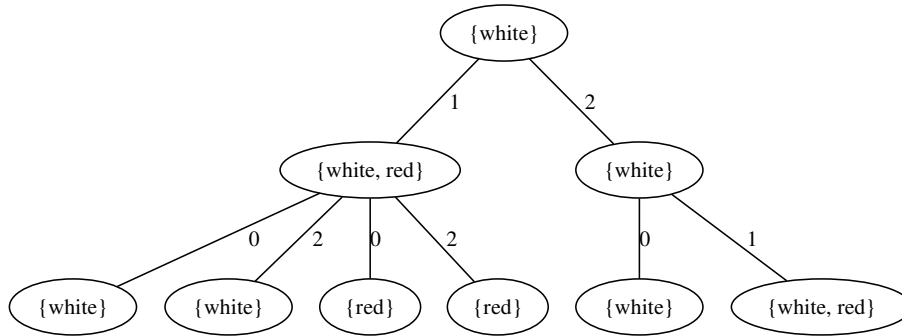 {white}
1 2
{white, red} {white}
0 2 0 2 0 1
{white} {white} {red} {red} {white} {white, red}